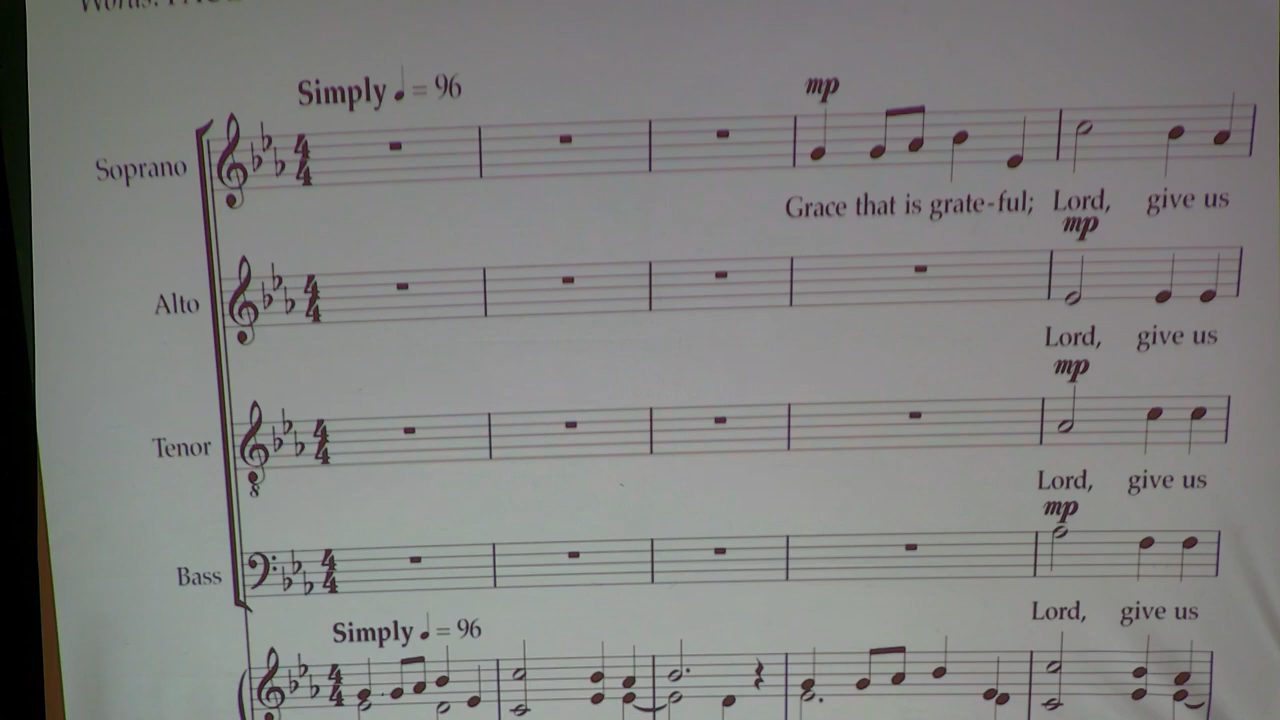 Words:
Simply ♩ = 96
mp
Soprano
Grace that is grate-ful; Lord, give us
mp
Alto
Lord, give us
mp
Tenor
8
Lord, give us
mp
Bass
Lord, give us
Simply ♩ = 96